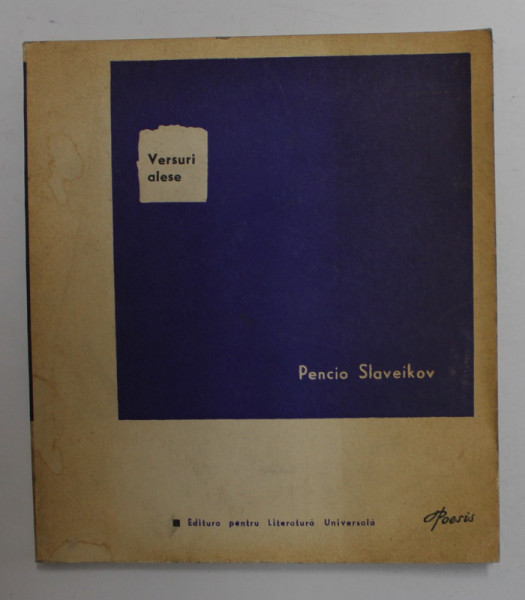 Versuri
alese
Pencio Slaveikov
Editura pentru Literatură Universală
Poesis